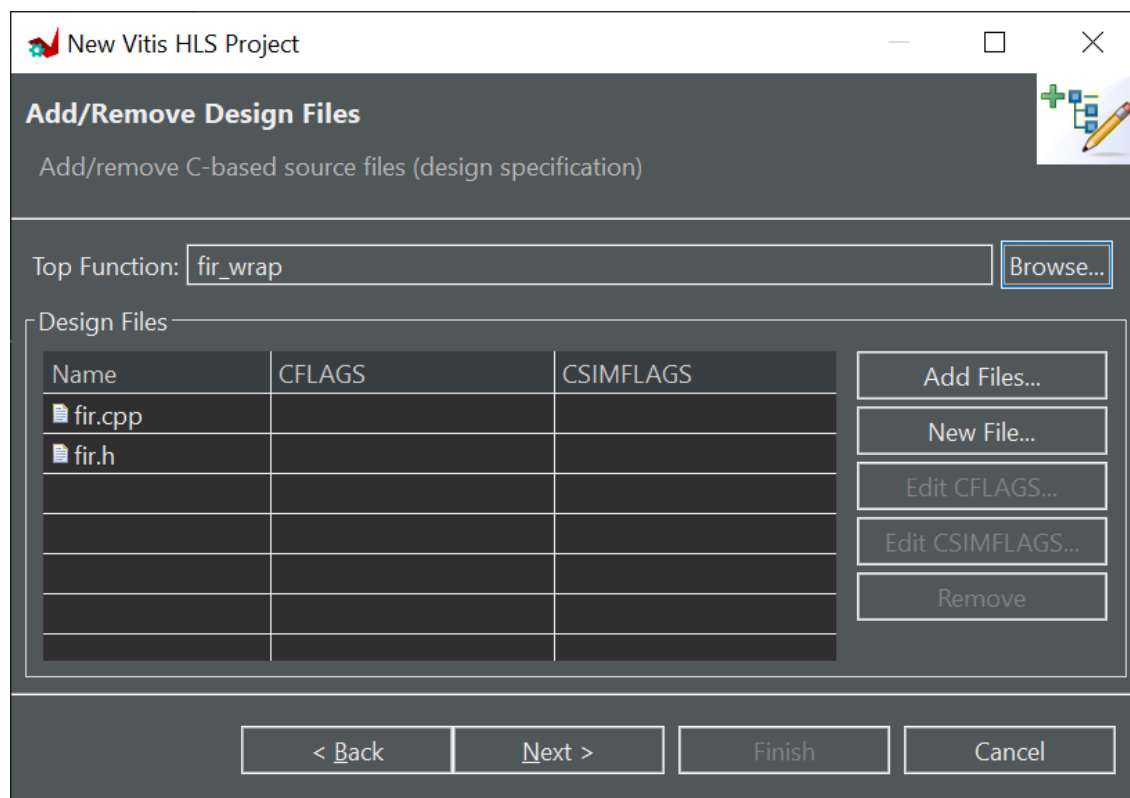 New Vitis HLS Project
Add/Remove Design Files
Add/remove C-based source files (design specification)
Top Function: fir_wrap Browse...
Design Files
Name CFLAGS CSIMFLAGS Add Files...
fir.cpp
New File...
fir.h
Edit CFLAGS...
Edit CSIMFLAGS...
Remove
< Back Next > Finish Cancel